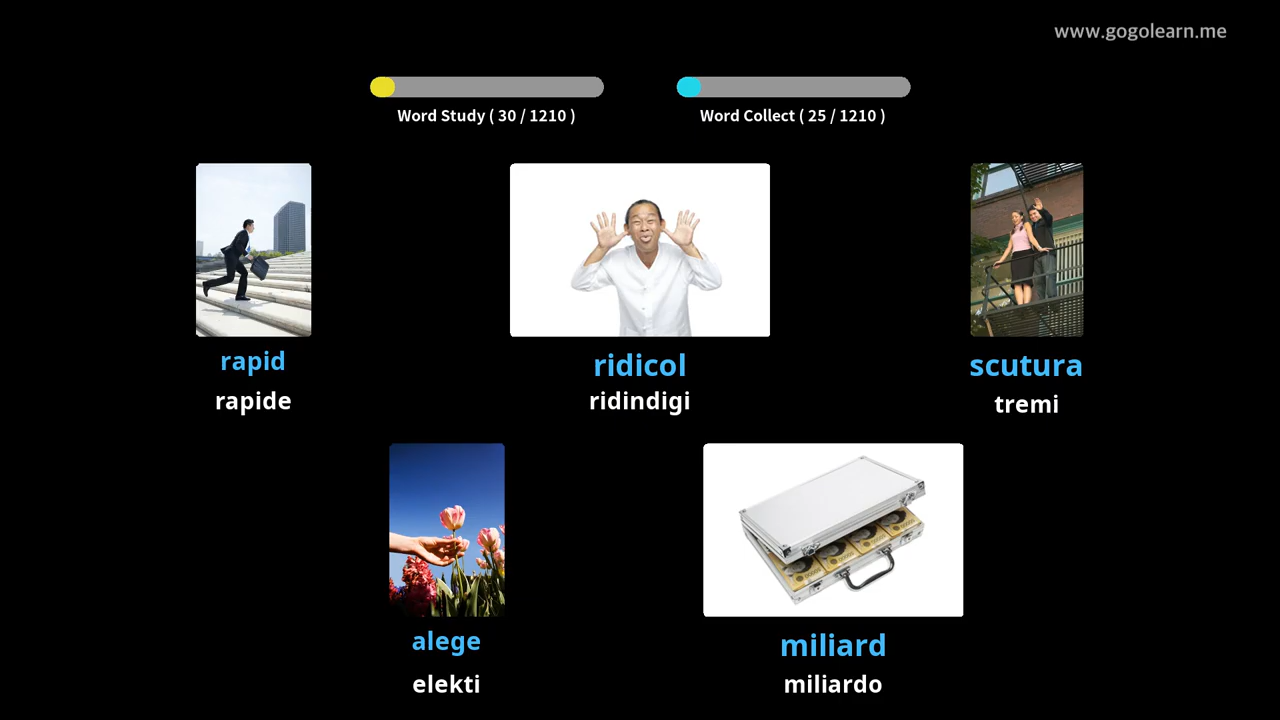 www.gogolearn.me
Word Study ( 30 / 1210 )
Word Collect ( 25 / 1210 )
rapid
rapide
ridicol
ridindigi
scutura
tremi
alege
elekti
miliard
miliardo